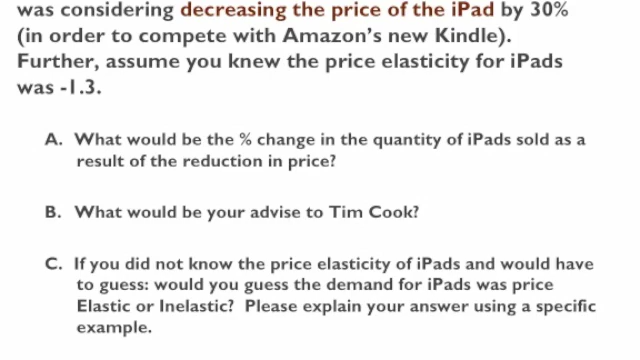 was considering decreasing the price of the iPad by 30%
(in order to compete with Amazon's new Kindle).
Further, assume you knew the price elasticity for iPads
was -1.3.
A. What would be the % change in the quantity of iPads sold as a
result of the reduction in price?
B. What would be your advise to Tim Cook?
C. If you did not know the price elasticity of iPads and would have
to guess: would you guess the demand for iPads was price
Elastic or Inelastic? Please explain your answer using a specific
example.